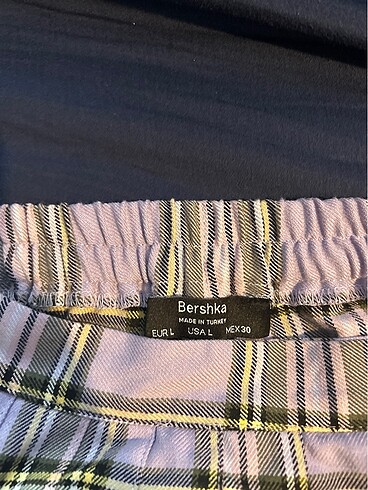 Bershka
MADE IN TURKEY
EUR L USA L MEX 30